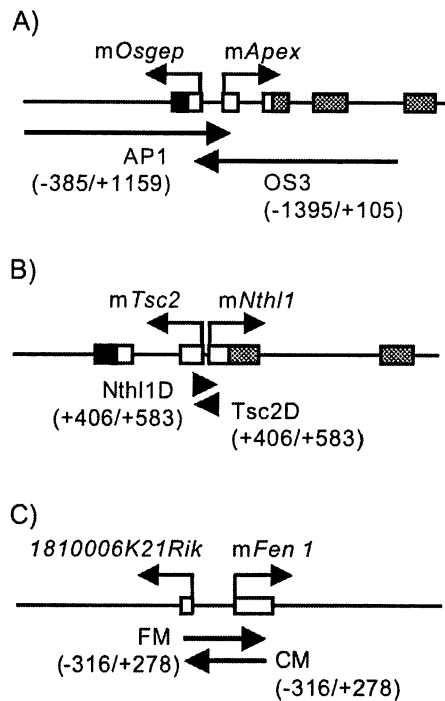 A)
mOsgep mApex
AP1
(-385/+1159)
OS3
(-1395/+105)
B)
mTsc2 mNthl1
Nthl1D
(+406/+583)
Tsc2D
(+406/+583)
C)
1810006K21Rik mFen 1
FM
(-316/+278)
CM
(-316/+278)